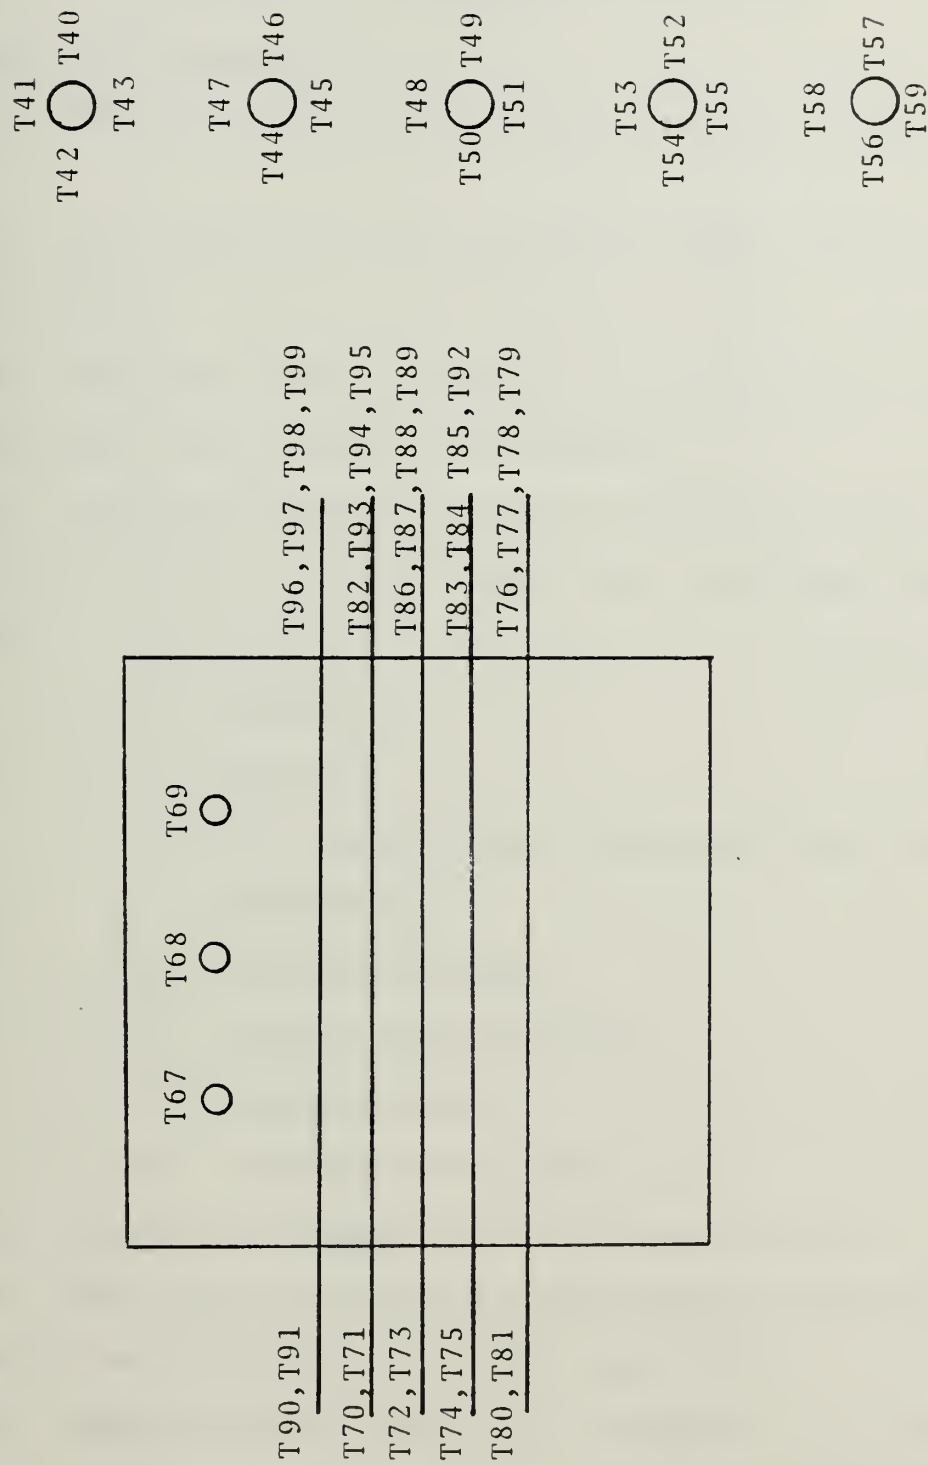 T41
T42 T40
T43
T47
T44 T46
T45
T48
T50 T49
T51
T53
T54 T52
T55
T58
T56 T57
T59
T67 T68 T69
T90,T91 T96,T97,T98,T99
T70,T71 T82,T93,T94,T95
T72,T73 T86,T87,T88,T89
T74,T75 T83,T84 T85,T92
T80,T81 T76,T77,T78,T79